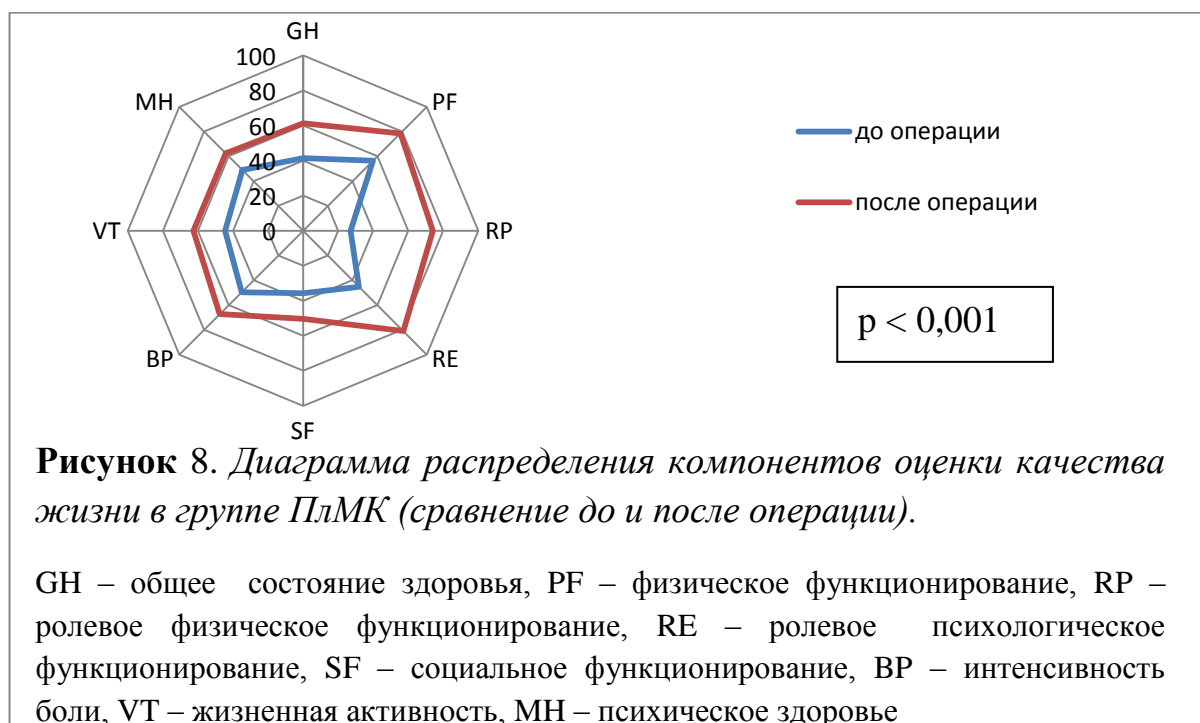 GH
100
80
60
40
20
0
MH
PF
VT
RP
BP
RE
SF
до операции
после операции
p < 0,001
Рисунок 8. Диаграмма распределения компонентов оценки качества
жизни в группе ПлМК (сравнение до и после операции).
GH – общее состояние здоровья, PF – физическое функционирование, RP –
ролевое физическое функционирование, RE – ролевое психологическое
функционирование, SF – социальное функционирование, BP – интенсивность
боли, VT – жизненная активность, MH – психическое здоровье